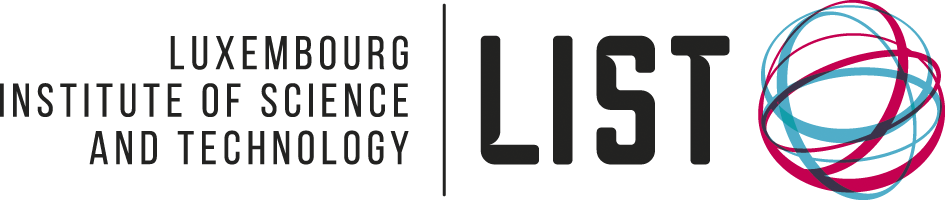 LUXEMBOURG
INSTITUTE OF SCIENCE
AND TECHNOLOGY
LIST